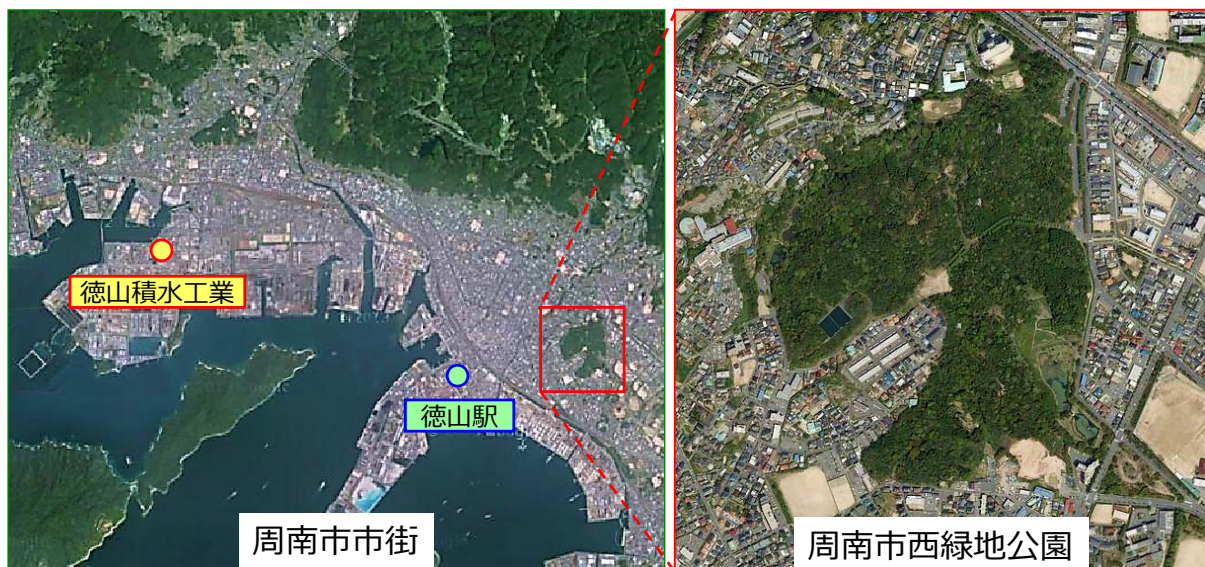 徳山積水工業
徳山駅
周南市市街
周南市西緑地公園